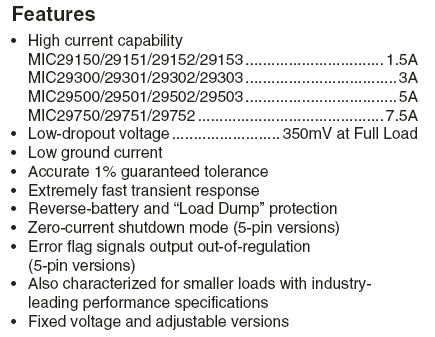 Features
• High current capability
MIC29150/29151/29152/29153................................1.5A
MIC29300/29301/29302/29303...................................3A
MIC29500/29501/29502/29503...................................5A
MIC29750/29751/29752...........................................7.5A
• Low-dropout voltage.........................350mV at Full Load
• Low ground current
• Accurate 1% guaranteed tolerance
• Extremely fast transient response
• Reverse-battery and “Load Dump” protection
• Zero-current shutdown mode (5-pin versions)
• Error flag signals output out-of-regulation
(5-pin versions)
• Also characterized for smaller loads with industry-
leading performance specifications
• Fixed voltage and adjustable versions